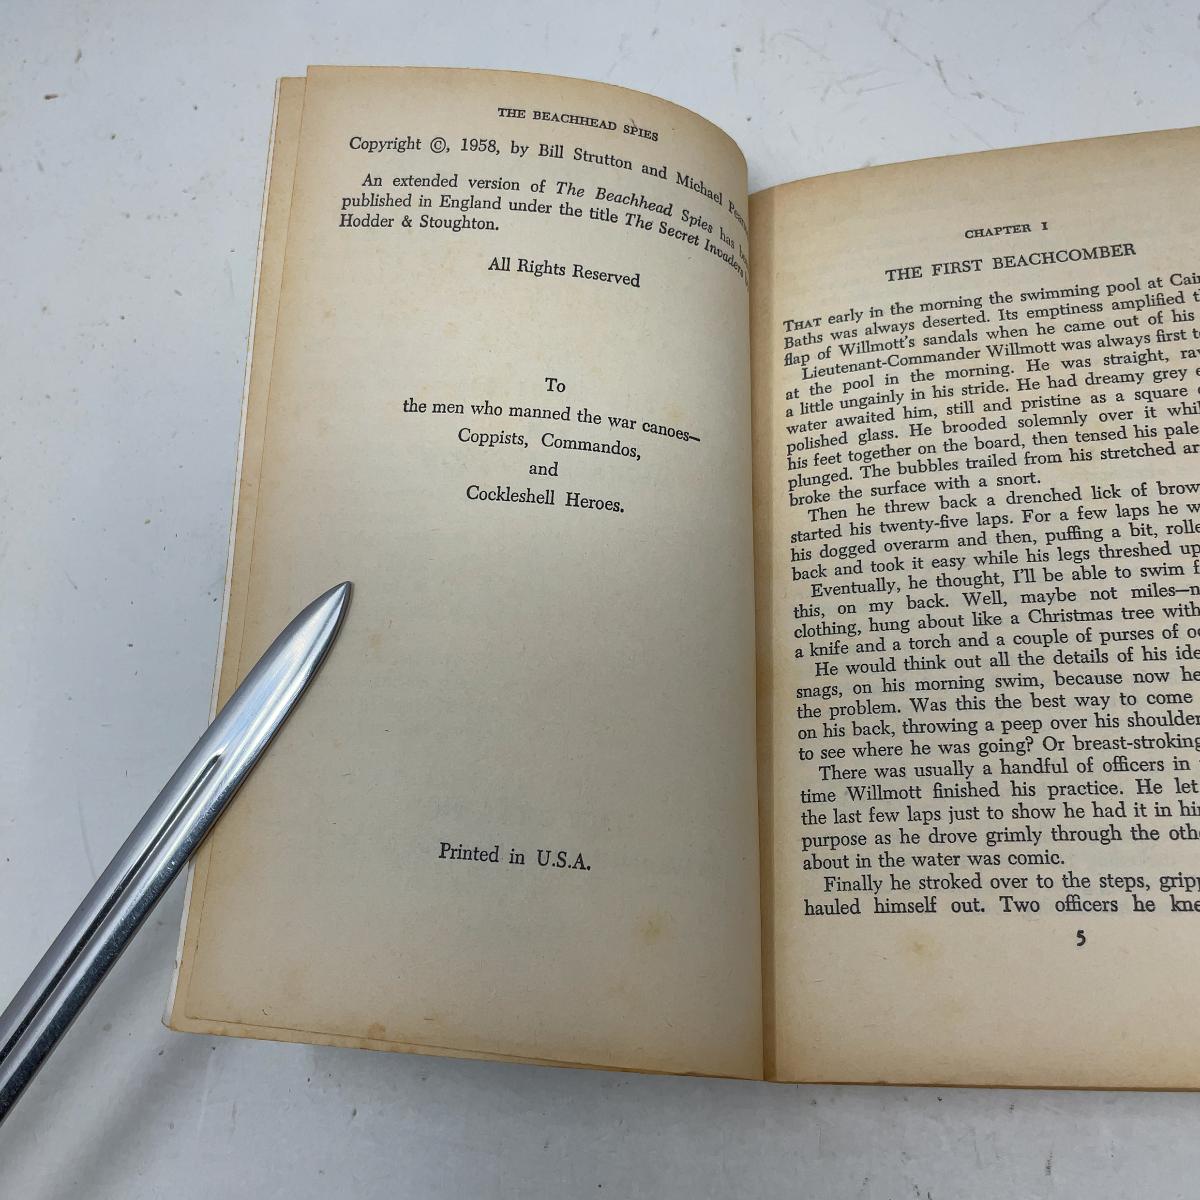 THE BEACHHEAD SPIES
Copyright ©, 1958, by Bill Strutton and Michael
An extended version of The Beachhead Spies has
published in England under the title The Secret Invaders
Hodder & Stoughton.
All Rights Reserved
To
the men who manned the war canoes—
Coppists, Commandos,
and
Cockleshell Heroes.
Printed in U.S.A.
CHAPTER I
THE FIRST BEACHCOMBER
THAT early in the morning the swimming pool at
Baths was always deserted. Its emptiness amplified
flap of Willmott's sandals when he came out of his
Lieutenant-Commander Willmott was always first
at the pool in the morning. He was straight,
a little ungainly in his stride. He had dreamy grey
water awaited him, still and pristine as a square
polished glass. He brooded solemnly over it
his feet together on the board, then tensed his pale
plunged. The bubbles trailed from his stretched
broke the surface with a snort.
Then he threw back a drenched lick of
started his twenty-five laps. For a few laps he
his dogged overarm and then, puffing a bit,
back and took it easy while his legs threshed
Eventually, he thought, I'll be able to swim
this, on my back. Well, maybe not miles—
clothing, hung about like a Christmas tree with
a knife and a torch and a couple of purses of
He would think out all the details of his
snags, on his morning swim, because now he
the problem. Was this the best way to come
on his back, throwing a peep over his shoulder
to see where he was going? Or breast-stroking
There was usually a handful of officers in
time Willmott finished his practice. He let
the last few laps just to show he had it in
purpose as he drove grimly through the
about in the water was comic.
Finally he stroked over to the steps,
hauled himself out. Two officers he
5